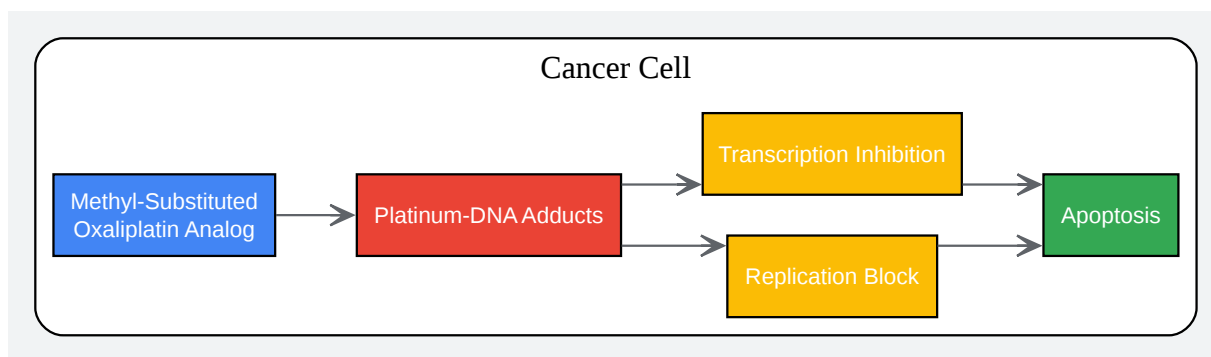 Cancer Cell
Methyl-Substituted
Oxaliplatin Analog
Platinum-DNA Adducts
Transcription Inhibition
Replication Block
Apoptosis